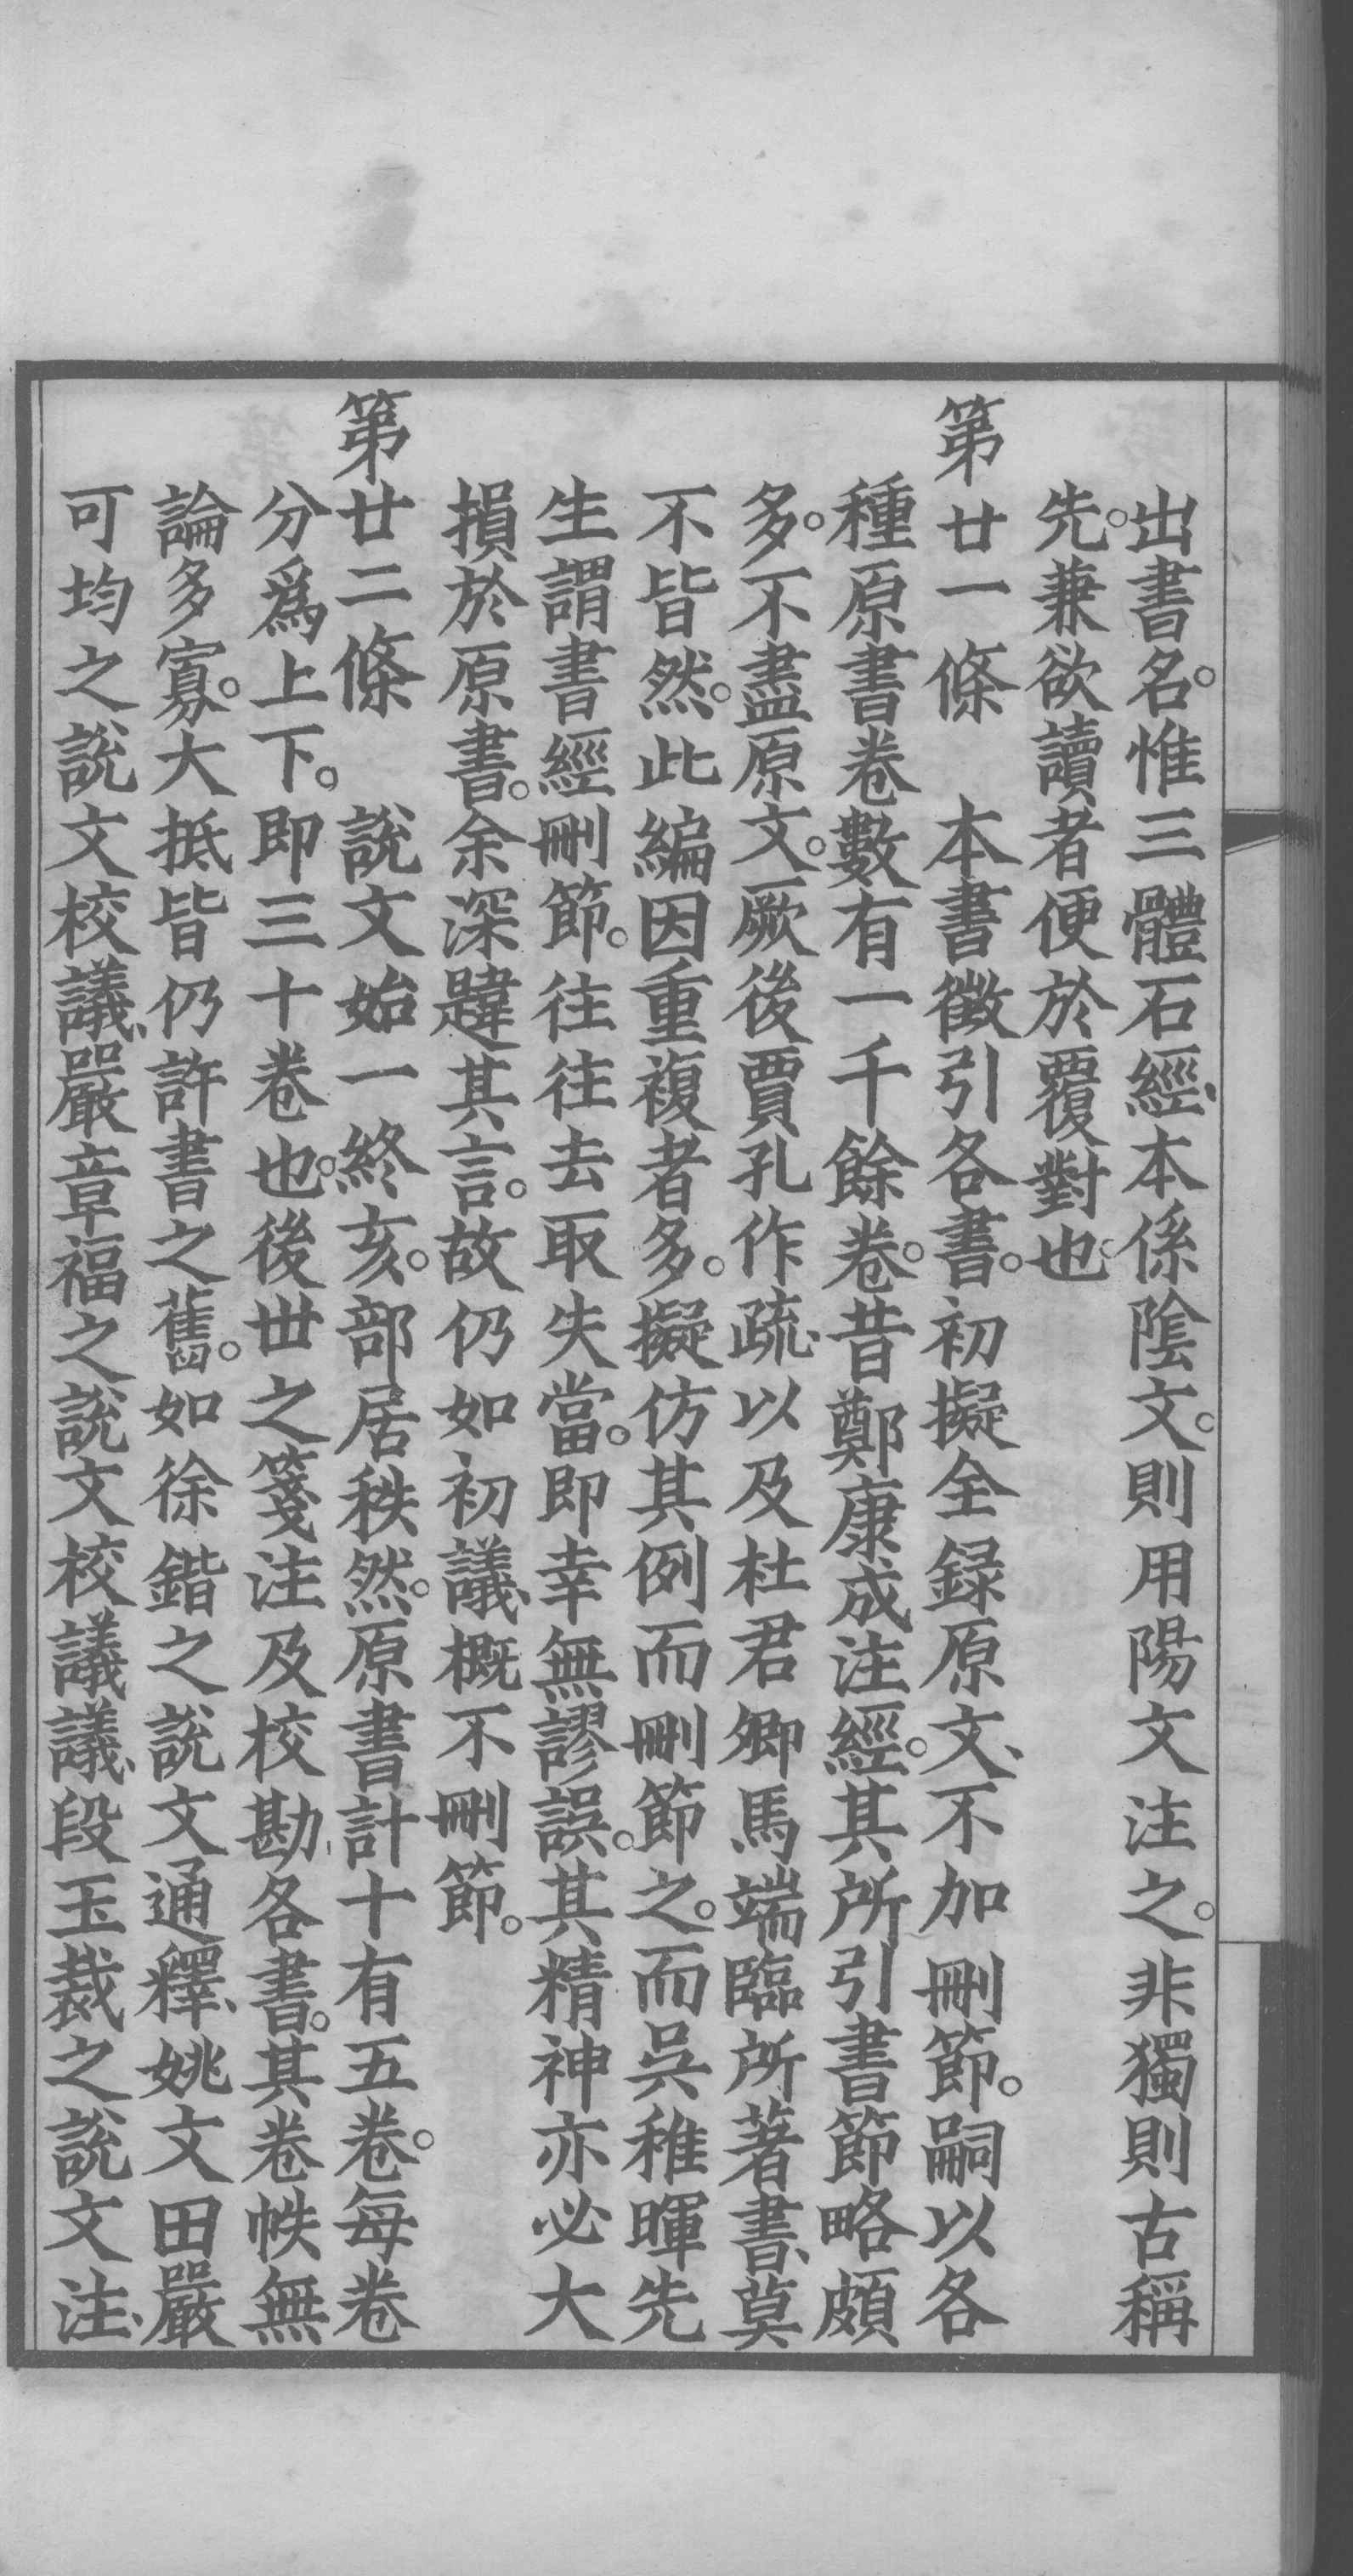 出書名。惟三體石經、本係陰文。則用陽文注之。非獨則古稱
先。兼欲讀者便於覆對也。
第廿一條　本書徵引各書。初擬全録原文、不加刪節。嗣以各
種原書卷數有一千餘卷。昔鄭康成注經。其所引書節略頗
多。不盡原文。厥後賈孔作疏、以及杜君卿馬端臨所著書、莫
不皆然。此編因重複者多。擬仿其例而刪節之。而吳稚暉先
生謂書經刪節。往往去取失當。即幸無謬誤。其精神亦必大
損於原書。余深韙其言。故仍如初議、概不刪節。
第廿二條　說文始一終亥。部居秩然。原書計十有五卷。每卷
分爲上下。即三十卷也。後世之箋注及校勘各書。其卷帙無
論多寡。大抵皆仍許書之舊。如徐鍇之說文通釋、姚文田嚴
可均之說文校議、嚴章福之說文校議議、段玉裁之說文注、